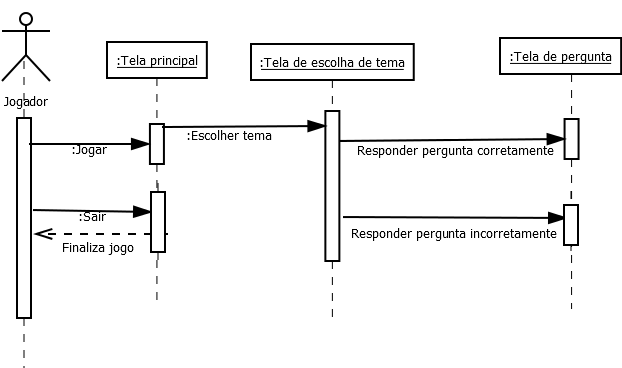 Jogador
:Tela principal
:Tela de escolha de tema
:Tela de pergunta
:Jogar
:Escolher tema
Responder pergunta corretamente
:Sair
Finaliza jogo
Responder pergunta incorretamente